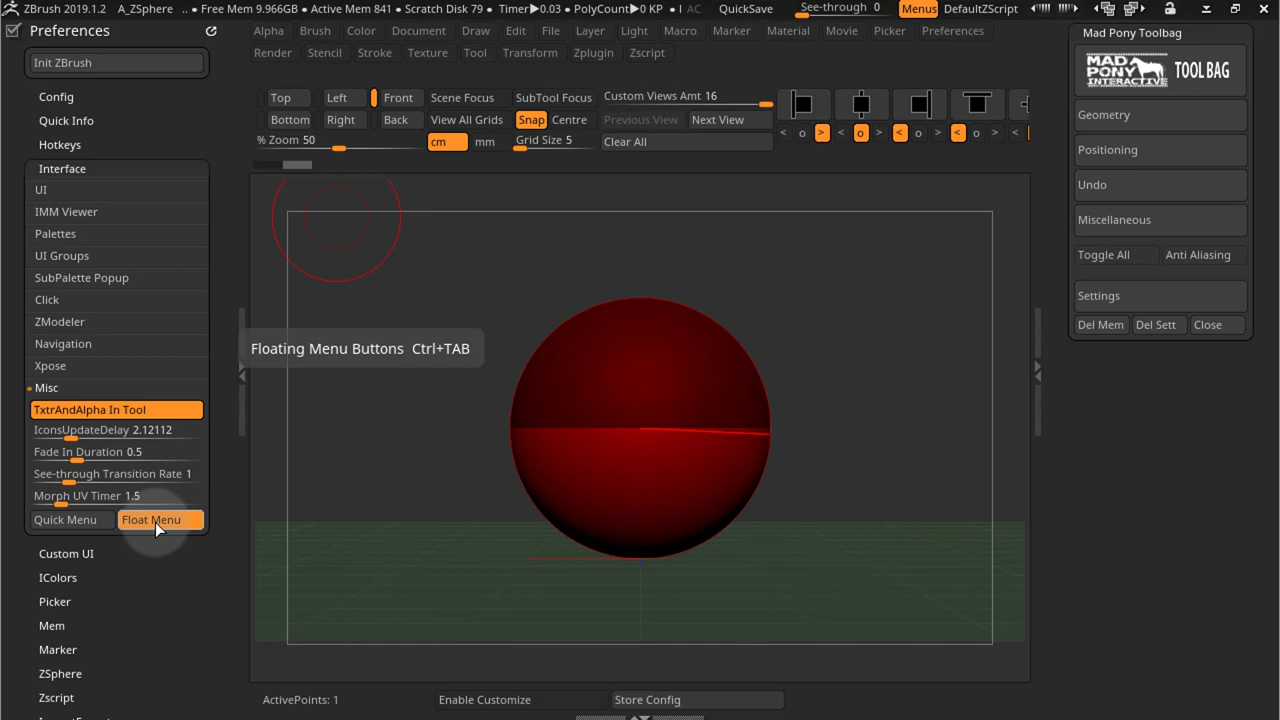 ZBrush 2019.1.2 A_ZSphere .. • Free Mem 9.966GB • Active Mem 841 • Scratch Disk 79 • Timer▶0.03 • PolyCount▶0 KP • AC QuickSave See-through 0 Menus DefaultZScript
Preferences
Init ZBrush
Config
Quick Info
Hotkeys
Interface
UI
IMM Viewer
Palettes
UI Groups
SubPalette Popup
Click
ZModeler
Navigation
Xpose
Misc
TxtrAndAlpha In Tool
IconsUpdateDelay 2.12112
Fade In Duration 0.5
See-through Transition Rate 1
Morph UV Timer 1.5
Quick Menu Float Menu
Custom UI
IColors
Picker
Mem
Marker
ZSphere
Zscript
Alpha Brush Color Document Draw Edit File Layer Light Macro Marker Material Movie Picker Preferences
Render Stencil Stroke Texture Tool Transform Zplugin Zscript
Top Left Front Scene Focus SubTool Focus Custom Views Amt 16
Bottom Right Back View All Grids Snap Centre Previous View Next View
% Zoom 50 cm mm Grid Size 5 Clear All
< o > < o > < o > < o > <
Floating Menu Buttons Ctrl+TAB
ActivePoints: 1 Enable Customize Store Config
Mad Pony Toolbag
MAD PONY INTERACTIVE TOOL BAG
Geometry
Positioning
Undo
Miscellaneous
Toggle All Anti Aliasing
Settings
Del Mem Del Sett Close